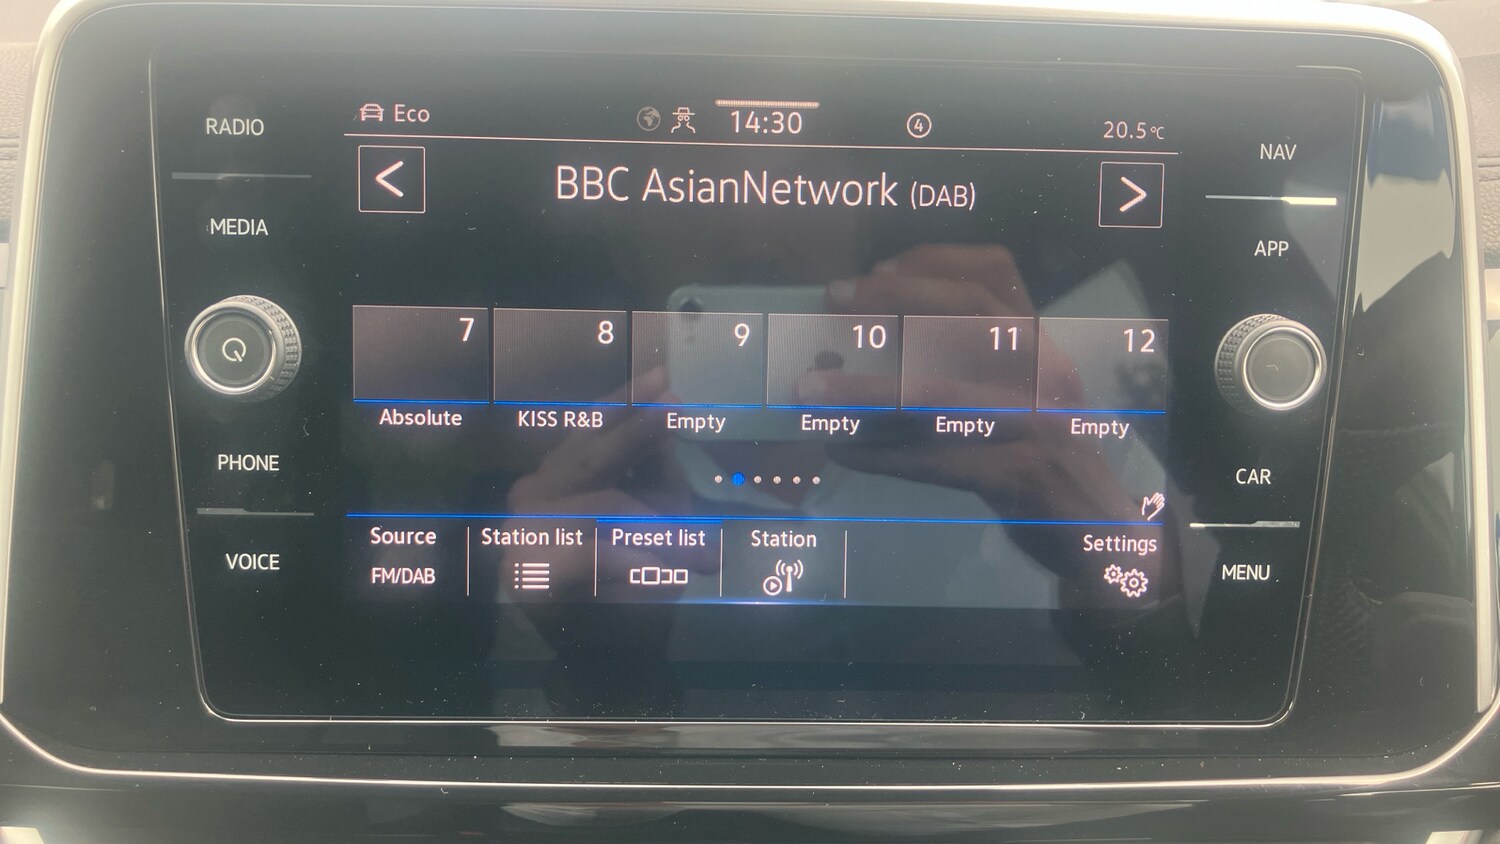 RADIO
MEDIA
PHONE
VOICE
Eco
14:30
4
20.5°C
<
BBC AsianNetwork (DAB)
>
7
8
9
10
11
12
Absolute
KISS R&B
Empty
Empty
Empty
Empty
Source
Station list
Preset list
Station
Settings
FM/DAB
NAV
APP
CAR
MENU